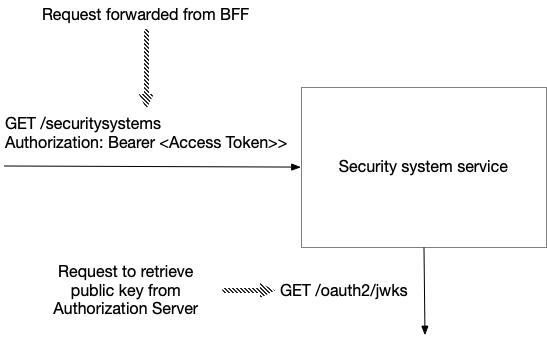 Request forwarded from BFF
GET /securitysystems
Authorization: Bearer <Access Token>>
Security system service
Request to retrieve
public key from
Authorization Server
GET /oauth2/jwks